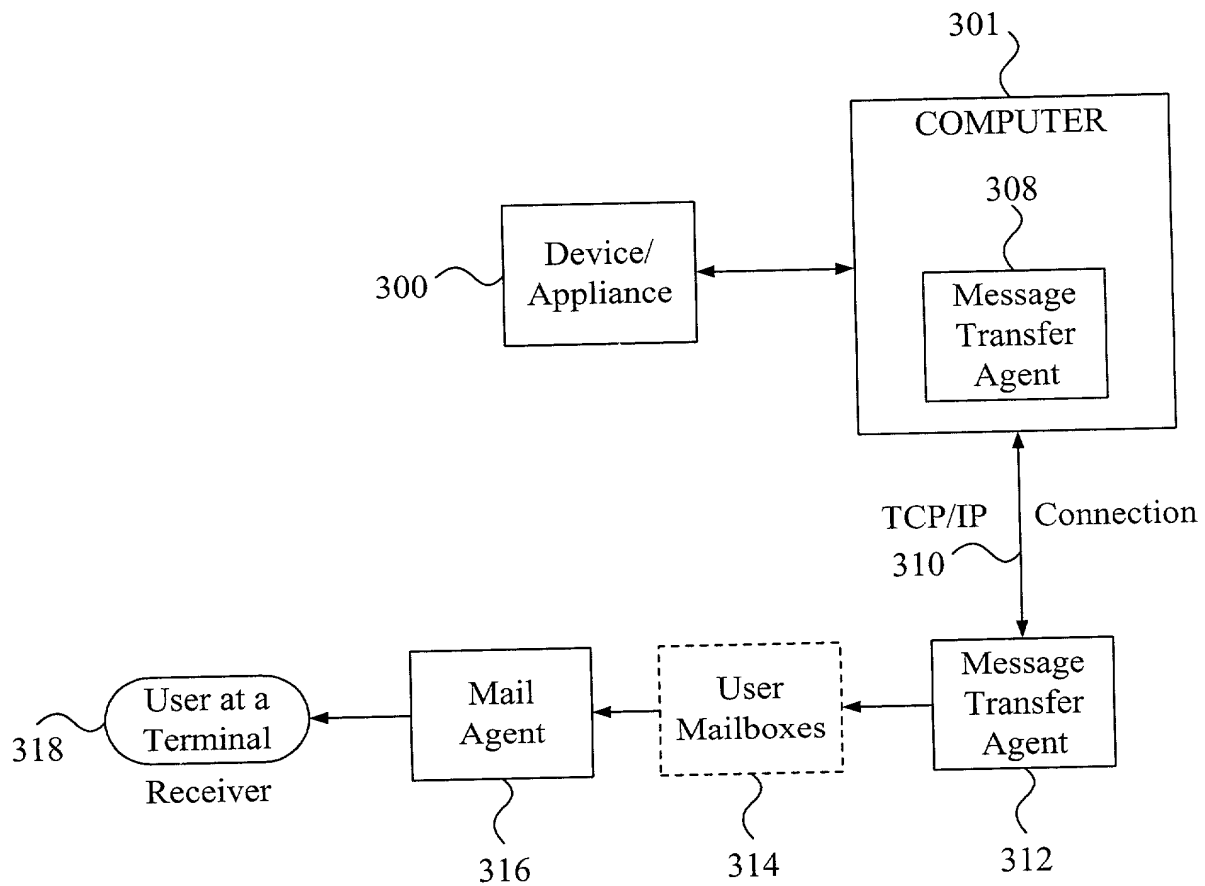 301
COMPUTER
308
Device/
Appliance
300
Message
Transfer
Agent
TCP/IP Connection
310
User at a
Terminal
318
Receiver
Mail
Agent
316
User
Mailboxes
314
Message
Transfer
Agent
312